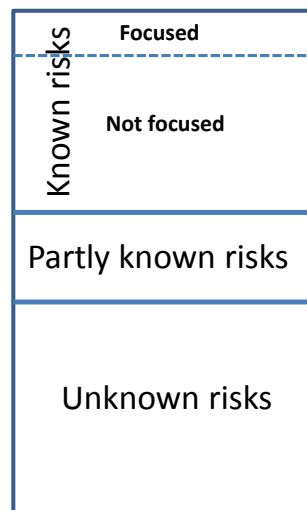 Focused
Known risks
Not focused
Partly known risks
Unknown risks